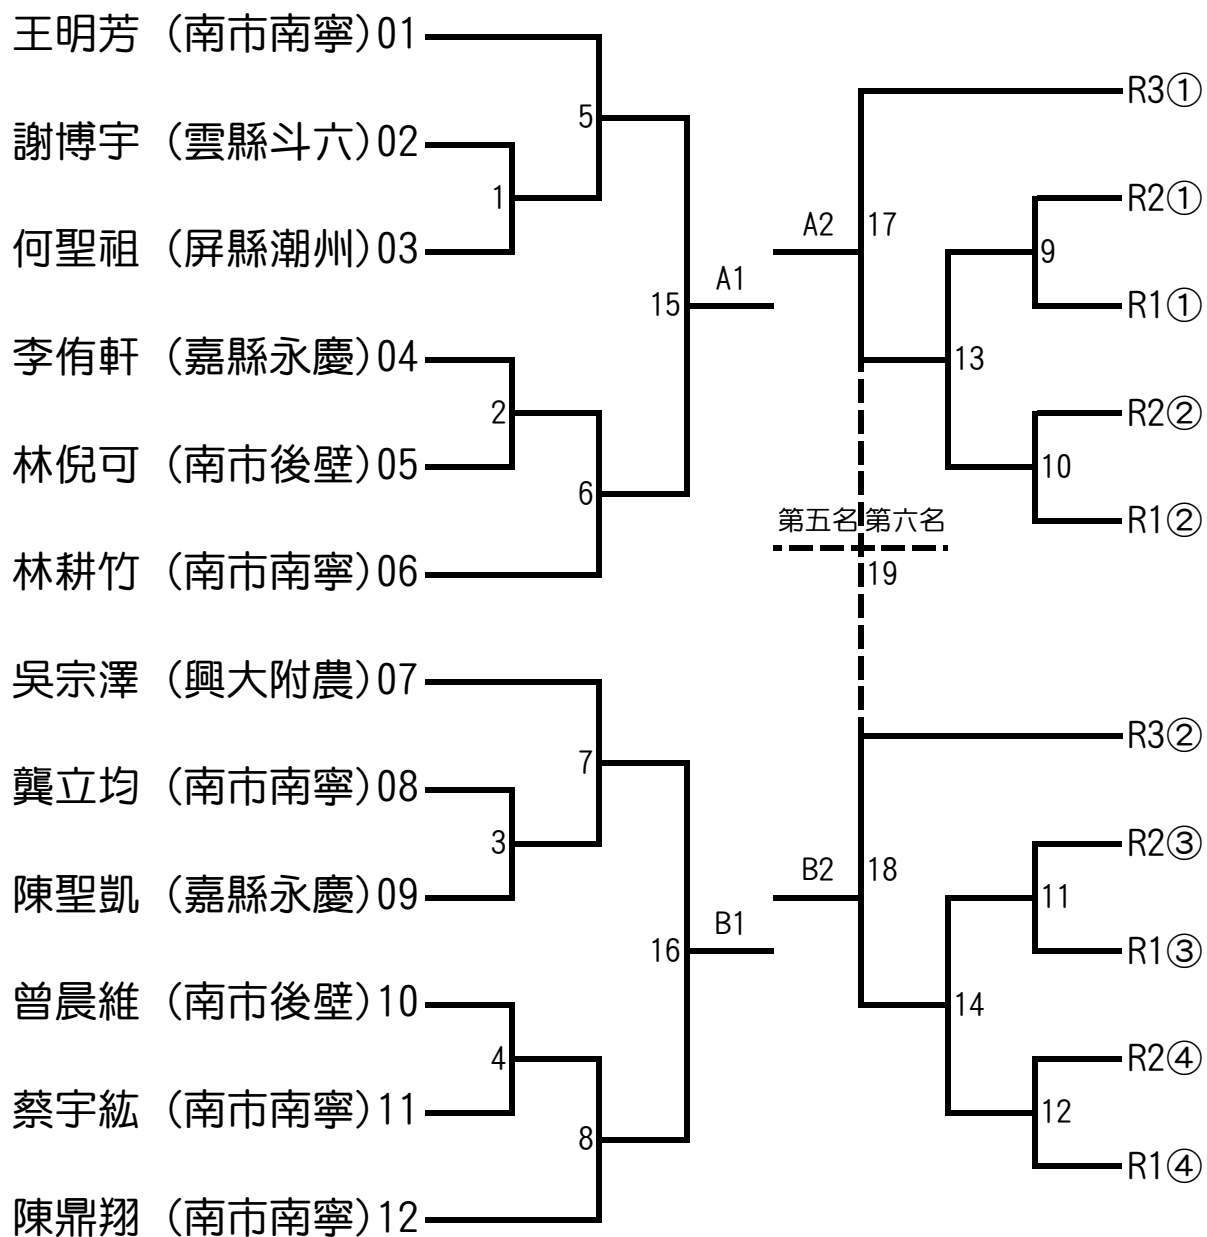 王明芳 (南市南寧)01
謝博宇 (雲縣斗六)02
何聖祖 (屏縣潮州)03
李侑軒 (嘉縣永慶)04
林倪可 (南市後壁)05
林耕竹 (南市南寧)06
吳宗澤 (興大附農)07
龔立均 (南市南寧)08
陳聖凱 (嘉縣永慶)09
曾晨維 (南市後壁)10
蔡宇紘 (南市南寧)11
陳鼎翔 (南市南寧)12
1
2
3
4
5
6
7
8
15
16
A1
B1
A2
B2
17
18
第五名 第六名
19
13
14
9
10
11
12
R3①
R2①
R1①
R2②
R1②
R3②
R2③
R1③
R2④
R1④